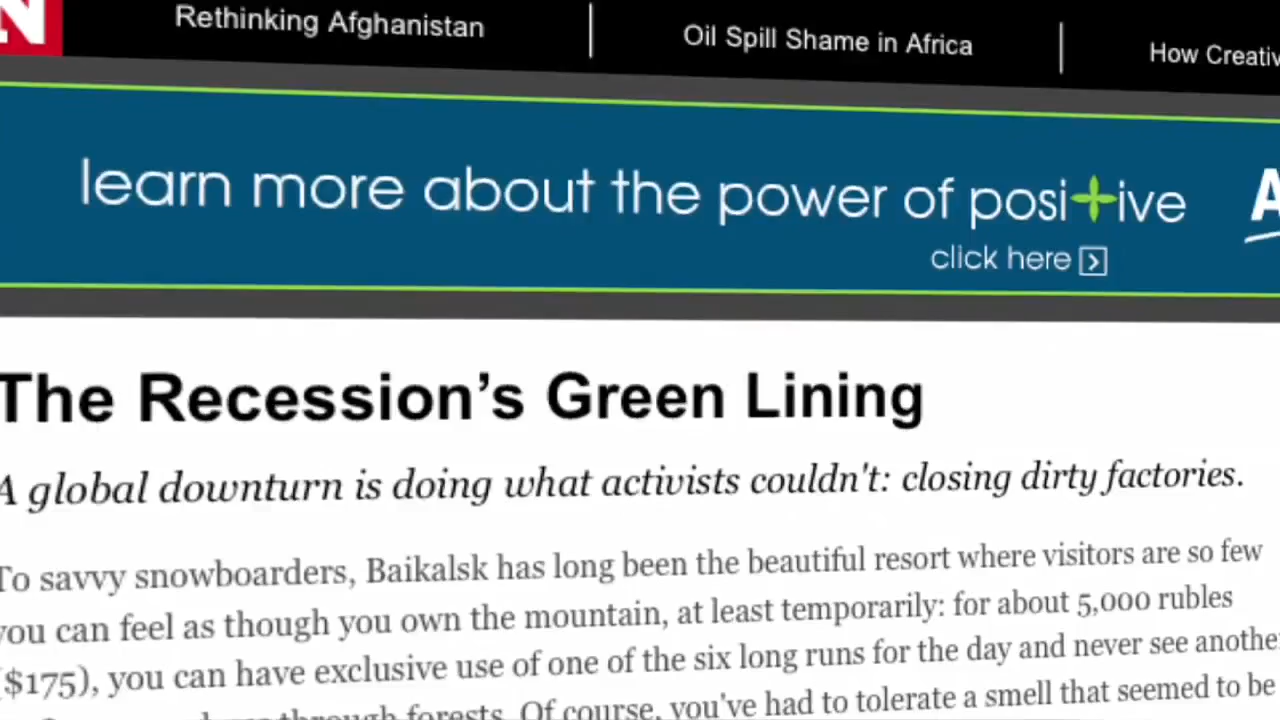 N
Rethinking Afghanistan
Oil Spill Shame in Africa
How Creativ
learn more about the power of positive
click here
A
The Recession’s Green Lining
A global downturn is doing what activists couldn't: closing dirty factories.
To savvy snowboarders, Baikalsk has long been the beautiful resort where visitors are so few
you can feel as though you own the mountain, at least temporarily: for about 5,000 rubles
($175), you can have exclusive use of one of the six long runs for the day and never see another
through forests. Of course, you've had to tolerate a smell that seemed to be